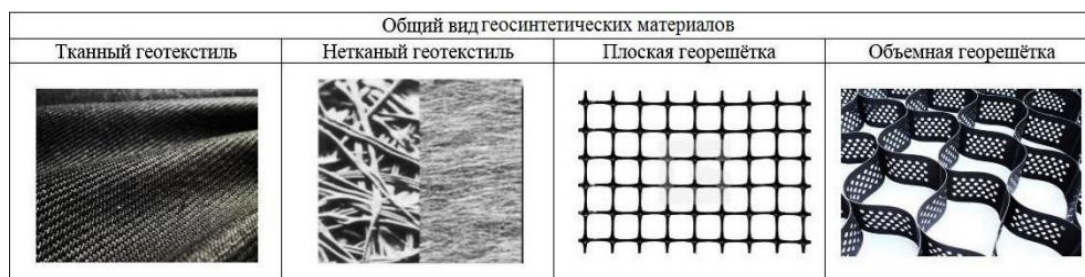 Общий вид геосинтетических материалов
Тканный геотекстиль
Нетканый геотекстиль
Плоская георешётка
Объемная георешётка